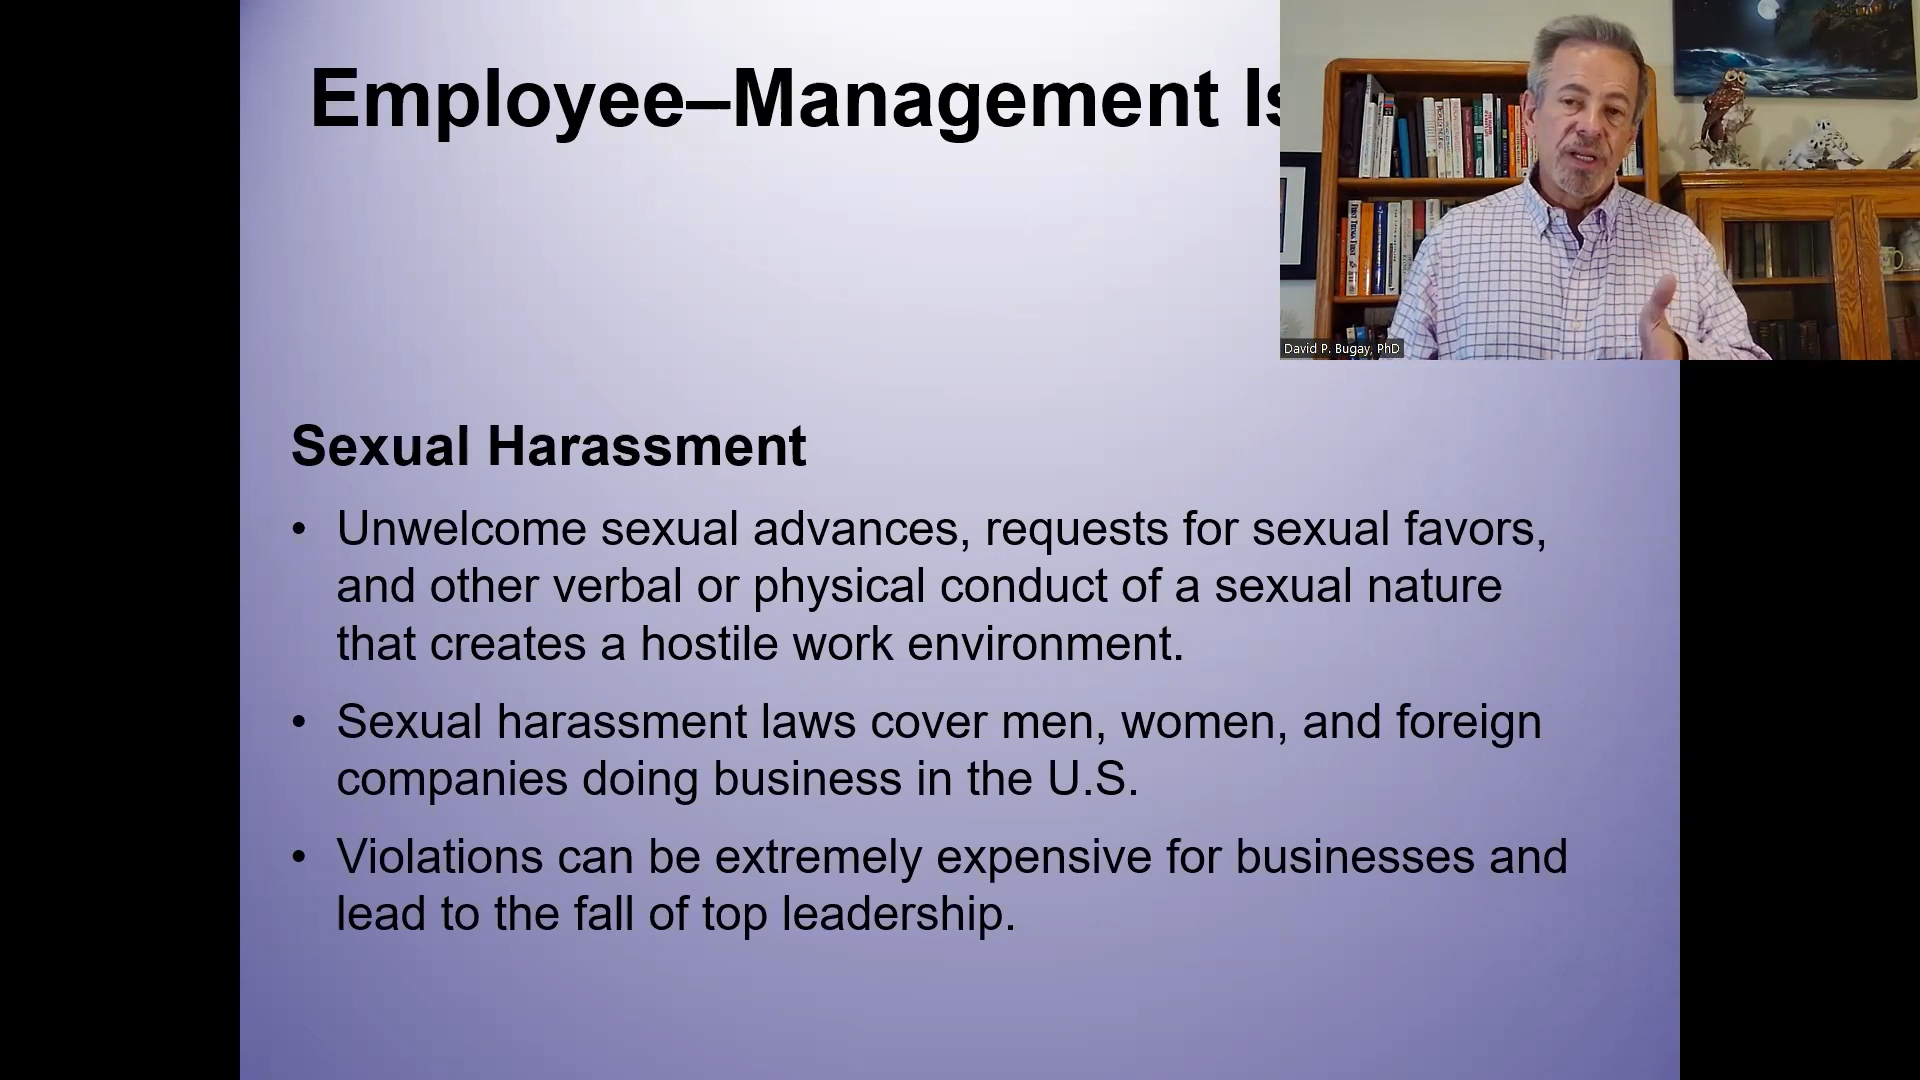 Employee–Management Is
David P. Bugay, PhD
FIRST THINGS FIRST
Sexual Harassment
• Unwelcome sexual advances, requests for sexual favors,
and other verbal or physical conduct of a sexual nature
that creates a hostile work environment.
• Sexual harassment laws cover men, women, and foreign
companies doing business in the U.S.
• Violations can be extremely expensive for businesses and
lead to the fall of top leadership.